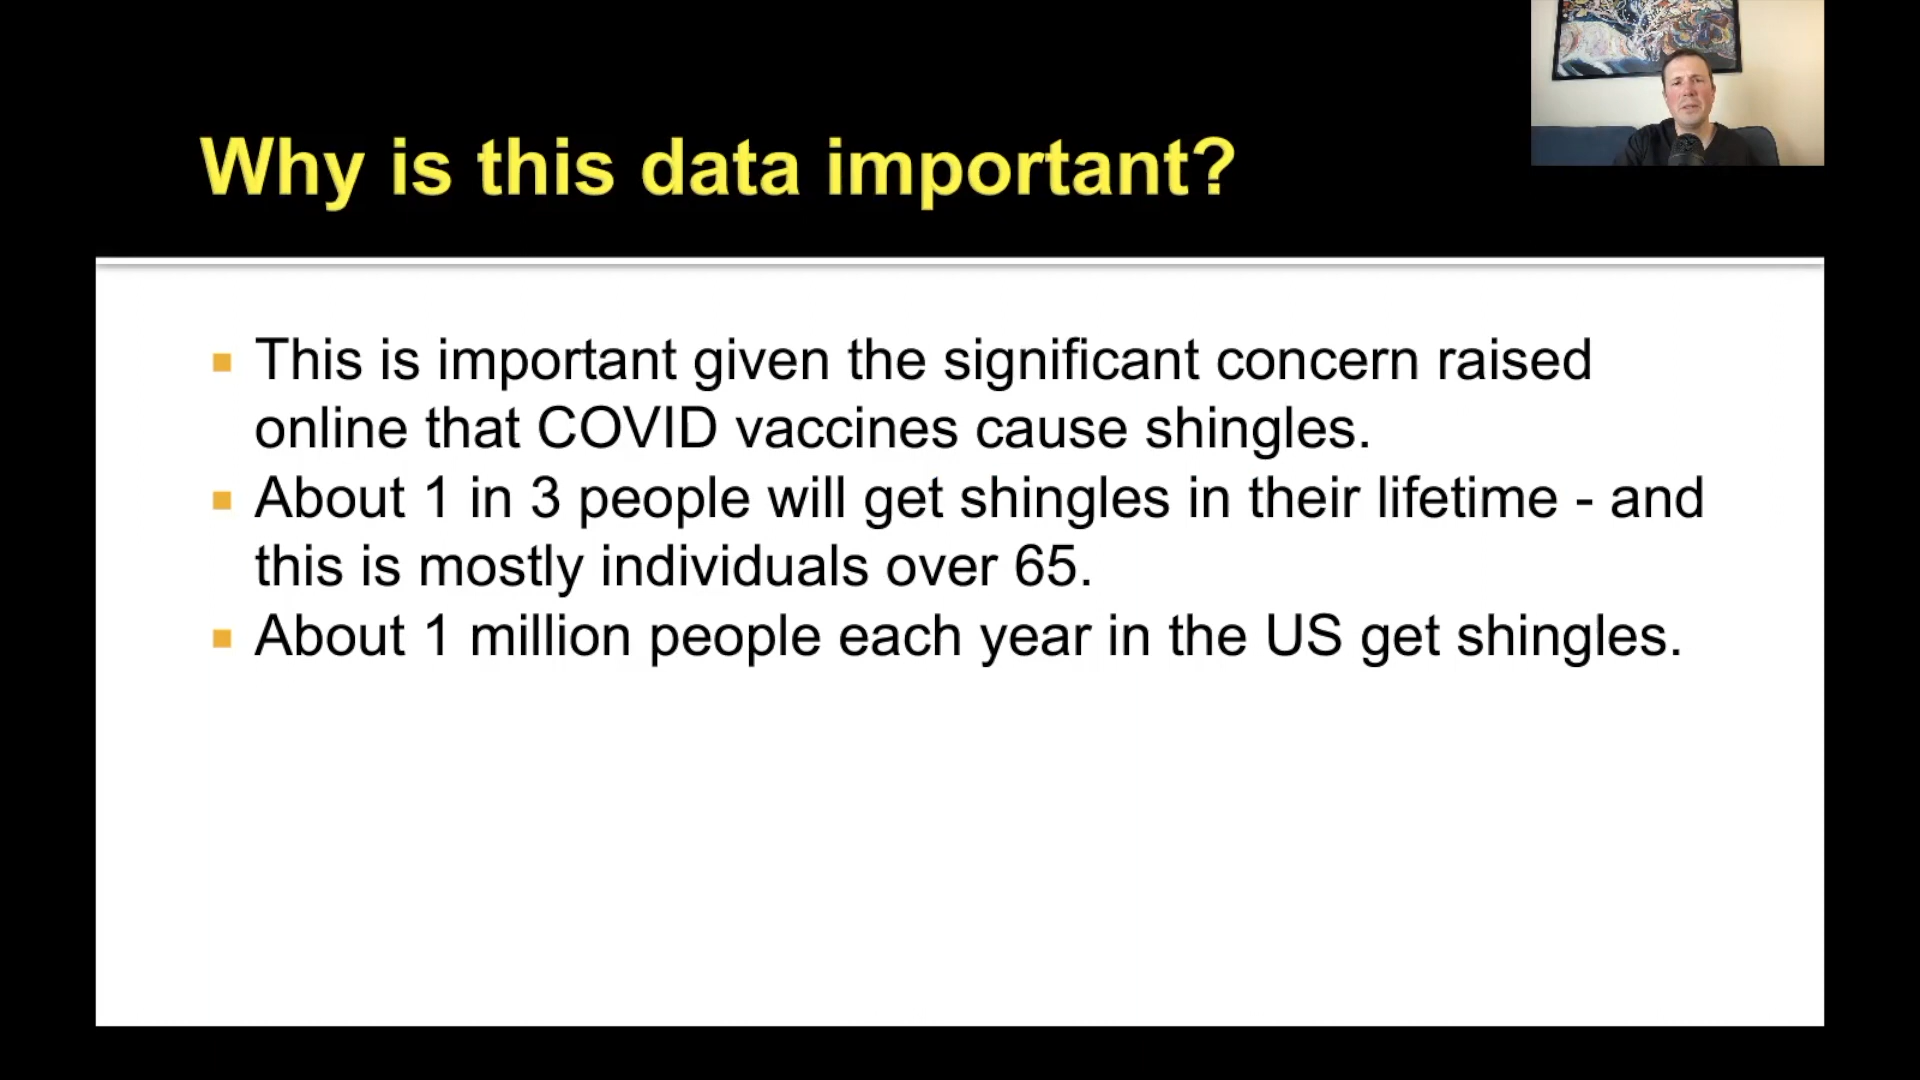 Why is this data important?
This is important given the significant concern raised
online that COVID vaccines cause shingles.
About 1 in 3 people will get shingles in their lifetime - and
this is mostly individuals over 65.
About 1 million people each year in the US get shingles.